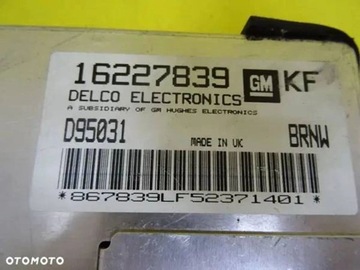 16227839 GM KF
DELCO ELECTRONICS
A SUBSIDIARY OF GM HUGHES ELECTRONICS
D95031 MADE IN UK BRNW
*867839LF52371401*
OTOMOTO